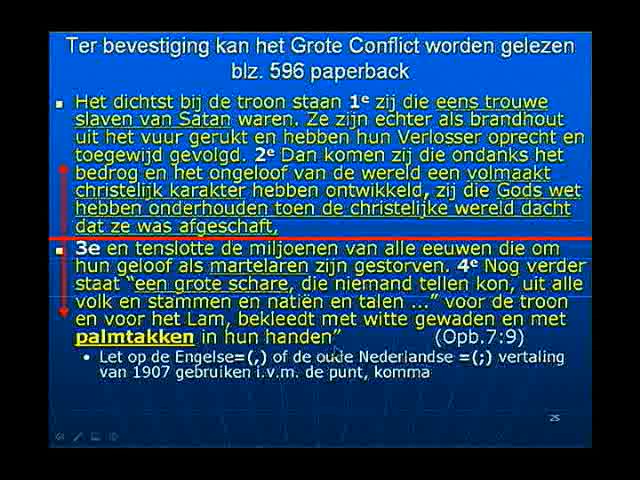 Ter bevestiging kan het Grote Conflict worden gelezen
blz. 596 paperback
Het dichtst bij de troon staan 1e zij die eens trouwe
slaven van Satan waren. Ze zijn echter als brandhout
uit het vuur gerukt en hebben hun Verlosser oprecht en
toegewijd gevolgd. 2e Dan komen zij die ondanks het
bedrog en het ongeloof van de wereld een volmaakt
christelijk karakter hebben ontwikkeld, zij die Gods wet
hebben onderhouden toen de christelijke wereld dacht
dat ze was afgeschaft,
3e en tenslotte de miljoenen van alle eeuwen die om
hun geloof als martelaren zijn gestorven. 4e Nog verder
staat "een grote schare, die niemand tellen kon, uit alle
volk en stammen en natiën en talen ..." voor de troon
en voor het Lam, bekleedt met witte gewaden en met
palmtakken in hun handen" (Opb.7:9)
Let op de Engelse=(,) of de oude Nederlandse =(;) vertaling
van 1907 gebruiken i.v.m. de punt, komma
25